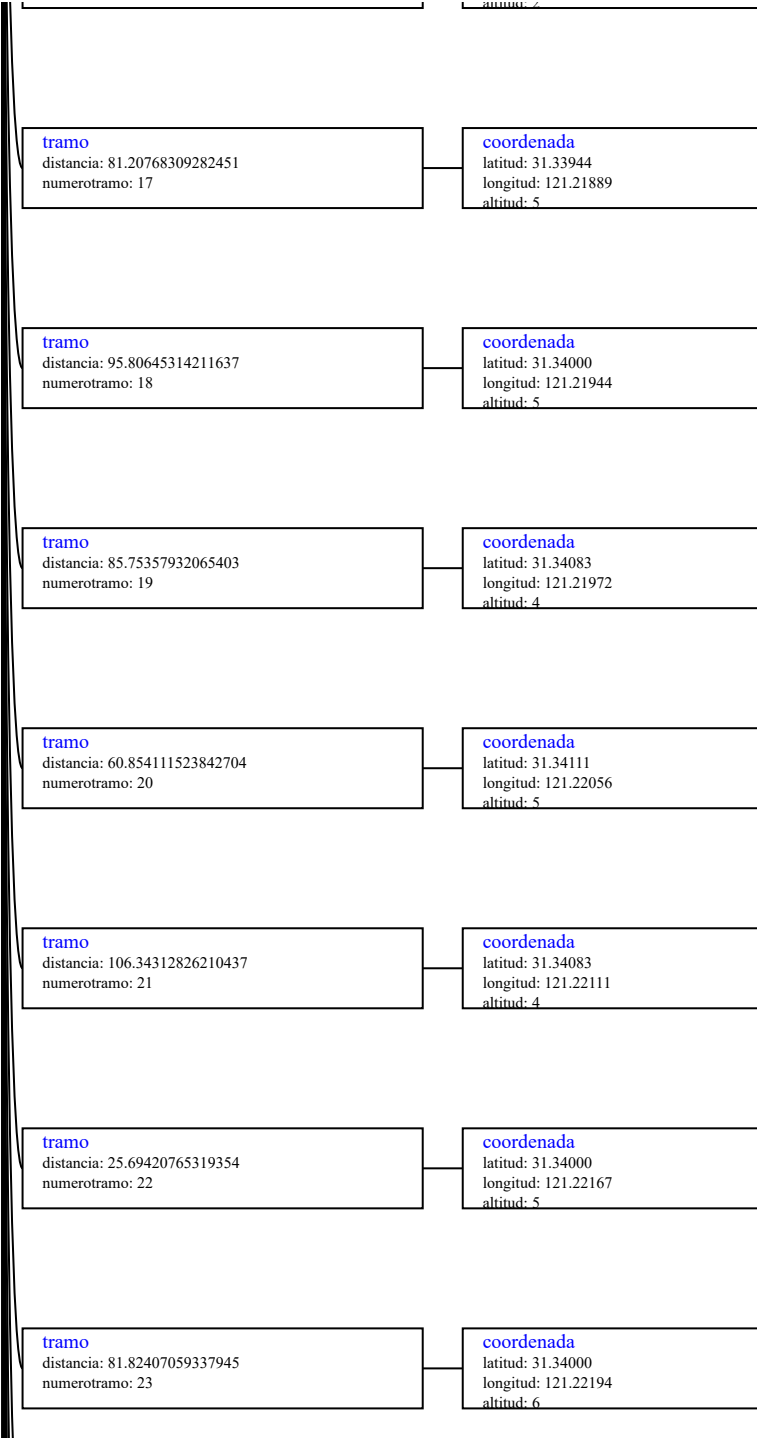 altitud: 2
tramo
distancia: 81.20768309282451
numerotramo: 17
coordenada
latitud: 31.33944
longitud: 121.21889
altitud: 5
tramo
distancia: 95.80645314211637
numerotramo: 18
coordenada
latitud: 31.34000
longitud: 121.21944
altitud: 5
tramo
distancia: 85.75357932065403
numerotramo: 19
coordenada
latitud: 31.34083
longitud: 121.21972
altitud: 4
tramo
distancia: 60.854111523842704
numerotramo: 20
coordenada
latitud: 31.34111
longitud: 121.22056
altitud: 5
tramo
distancia: 106.34312826210437
numerotramo: 21
coordenada
latitud: 31.34083
longitud: 121.22111
altitud: 4
tramo
distancia: 25.69420765319354
numerotramo: 22
coordenada
latitud: 31.34000
longitud: 121.22167
altitud: 5
tramo
distancia: 81.82407059337945
numerotramo: 23
coordenada
latitud: 31.34000
longitud: 121.22194
altitud: 6